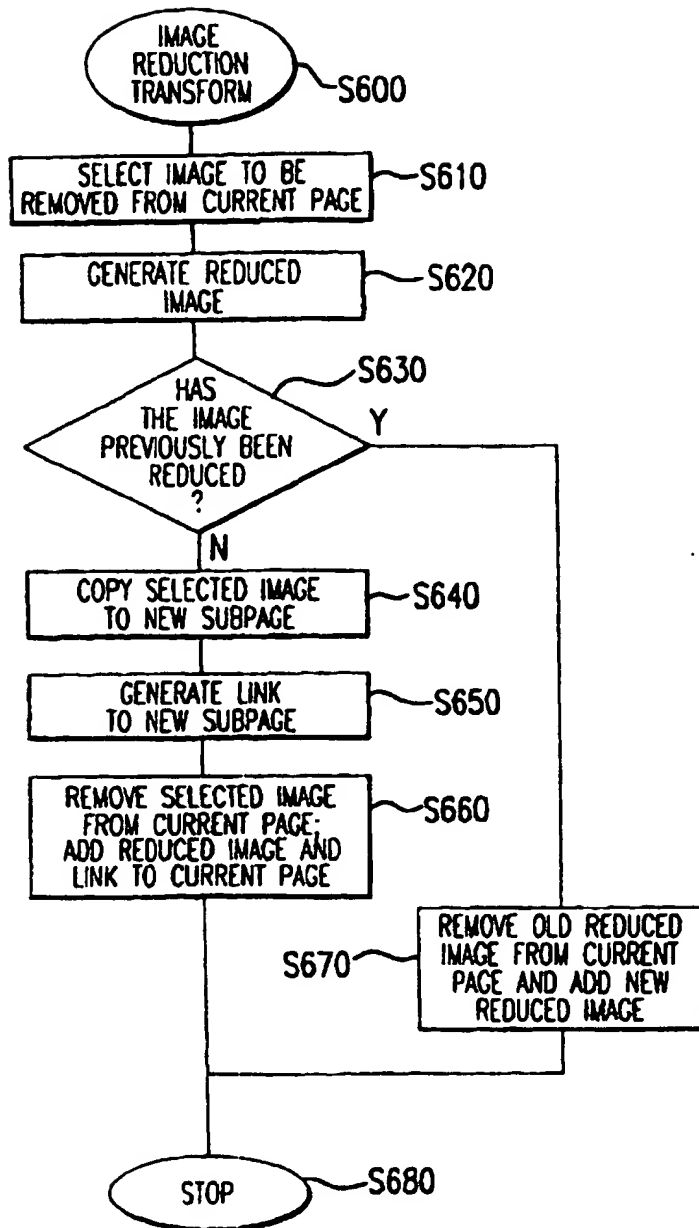 IMAGE
REDUCTION
TRANSFORM
S600
SELECT IMAGE TO BE
REMOVED FROM CURRENT PAGE
S610
GENERATE REDUCED
IMAGE
S620
HAS
THE IMAGE
PREVIOUSLY BEEN
REDUCED
?
S630
Y
N
COPY SELECTED IMAGE
TO NEW SUBPAGE
S640
GENERATE LINK
TO NEW SUBPAGE
S650
REMOVE SELECTED IMAGE
FROM CURRENT PAGE;
ADD REDUCED IMAGE AND
LINK TO CURRENT PAGE
S660
REMOVE OLD REDUCED
IMAGE FROM CURRENT
PAGE AND ADD NEW
REDUCED IMAGE
S670
STOP
S680